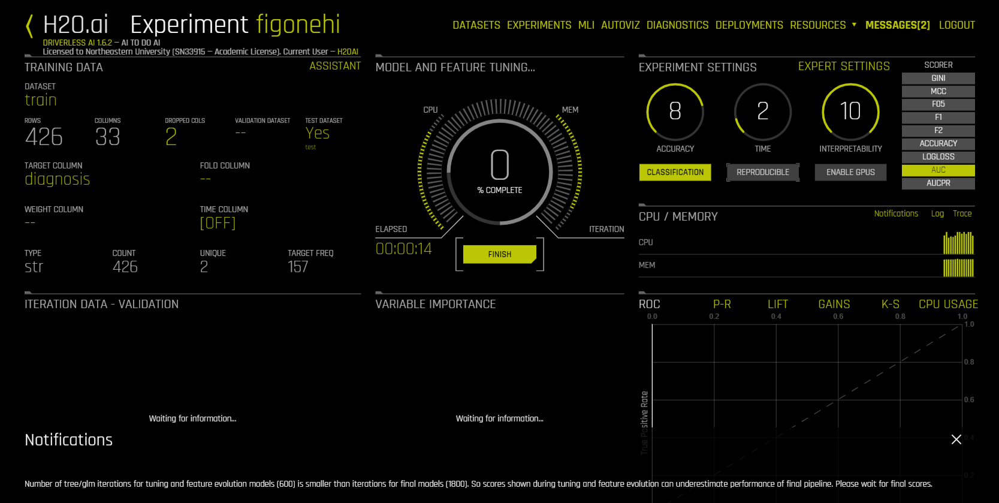 H2O.ai Experiment figonehi
DATASETS EXPERIMENTS MLI AUTOVIZ DIAGNOSTICS DEPLOYMENTS RESOURCES ▼ MESSAGES[2] LOGOUT
DRIVERLESS AI 1.6.2 – AI TO DO AI
Licensed to Northeastern University (SN33915 – Academic License). Current User – H2OAI
TRAINING DATA
ASSISTANT
DATASET
train
ROWS COLUMNS DROPPED COLS VALIDATION DATASET TEST DATASET
426 33 2 -- Yes
test
TARGET COLUMN FOLD COLUMN
diagnosis --
WEIGHT COLUMN TIME COLUMN
-- [OFF]
TYPE COUNT UNIQUE TARGET FREQ
str 426 2 157
MODEL AND FEATURE TUNING...
CPU MEM
0
% COMPLETE
ELAPSED ITERATION
00:00:14
FINISH
EXPERIMENT SETTINGS
EXPERT SETTINGS
8 2 10
ACCURACY TIME INTERPRETABILITY
CLASSIFICATION REPRODUCIBLE ENABLE GPUS
SCORER
GINI
MCC
F05
F1
F2
ACCURACY
LOGLOSS
AUC
AUCPR
CPU / MEMORY
Notifications Log Trace
CPU
MEM
ITERATION DATA - VALIDATION
Waiting for information...
VARIABLE IMPORTANCE
Waiting for information...
ROC P-R LIFT GAINS K-S CPU USAGE
0.0 0.2 0.4 0.6 0.8 1.0
1.0
0.8
0.6
0.4
0.2
True Positive Rate
Notifications
Number of tree/glm iterations for tuning and feature evolution models (600) is smaller than iterations for final models (1800). So scores shown during tuning and feature evolution can underestimate performance of final pipeline. Please wait for final scores.